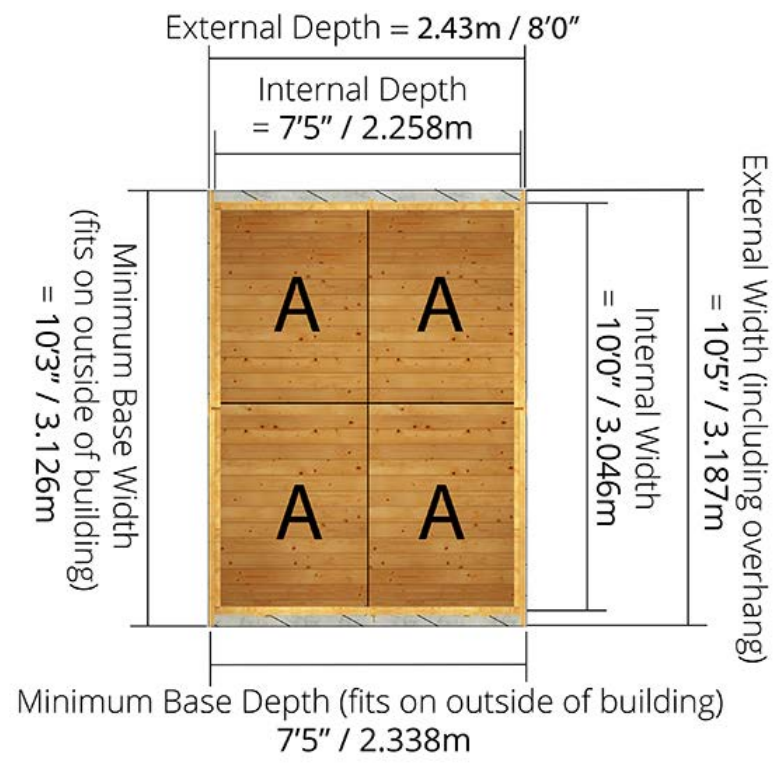 External Depth = 2.43m / 8’0”
Internal Depth
= 7’5” / 2.258m
Minimum Base Width
(fits on outside of building)
= 10’3” / 3.126m
A
A
A
A
Internal Width
= 10’0” / 3.046m
External Width (including overhang)
= 10’5” / 3.187m
Minimum Base Depth (fits on outside of building)
7’5” / 2.338m